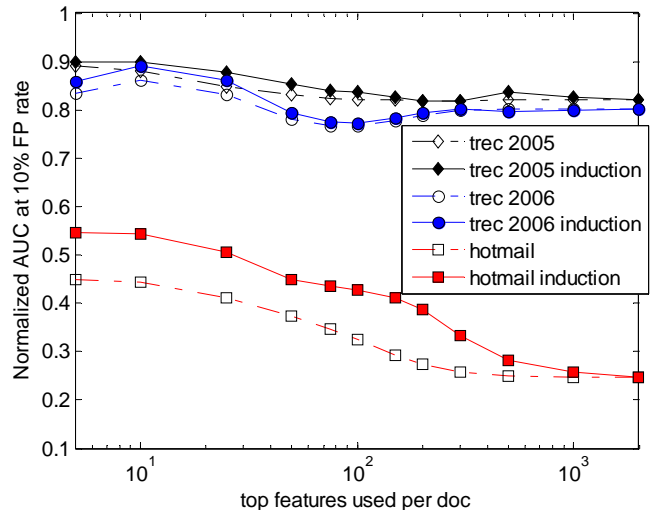 Normalized AUC at 10% FP rate
0.9
0.8
0.7
0.6
0.5
0.4
0.3
0.2
0.1
trec 2005
trec 2005 induction
trec 2006
trec 2006 induction
hotmail
hotmail induction
10^1 10^2 10^3
top features used per doc